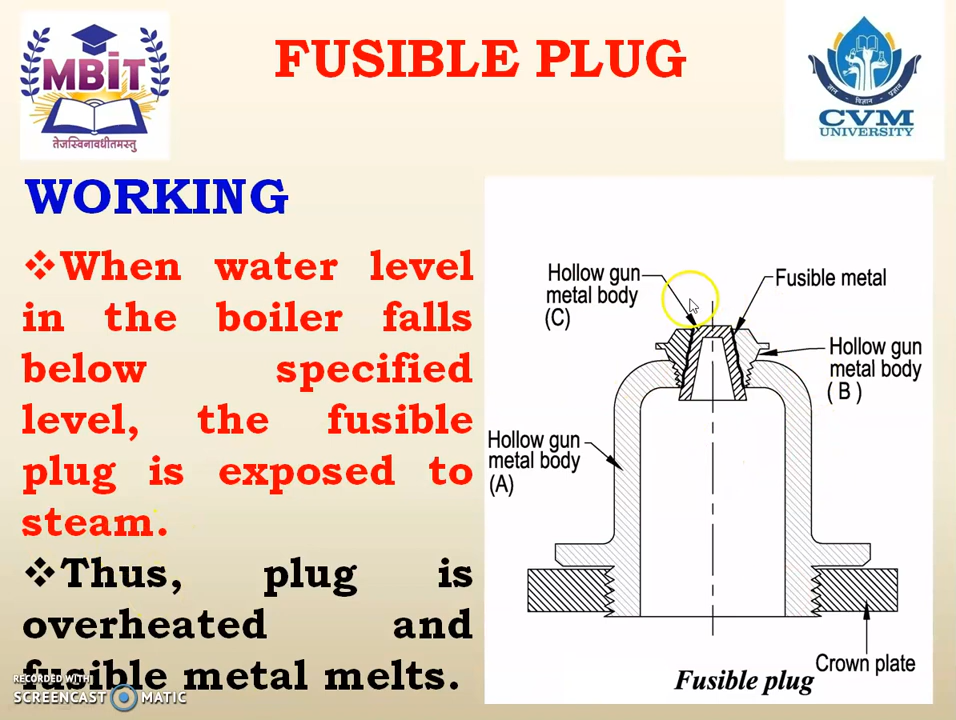 FUSIBLE PLUG
MBIT
तेजस्विनावधीतमस्तु
ज्ञान - विज्ञान - प्रज्ञान
CVM
UNIVERSITY
WORKING
❖When water level
in the boiler falls
below specified
level, the fusible
plug is exposed to
steam.
❖Thus, plug is
overheated and
fusible metal melts.
Hollow gun
metal body
(C)
Fusible metal
Hollow gun
metal body
( B )
Hollow gun
metal body
(A)
Crown plate
Fusible plug
RECORDED WITH
SCREENCAST MATIC